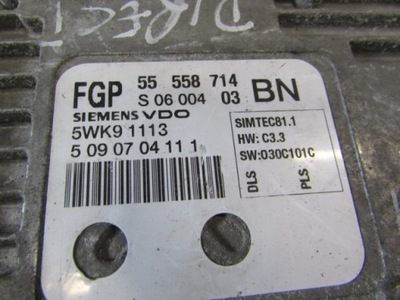 DIRECT
FGP 55 558 714 BN
S 06 004 03
SIEMENS VDO
5WK9 1113
5 09 07 04 11 1
SIMTEC81.1
HW: C3.3
SW:030C101C
DLS
PLS